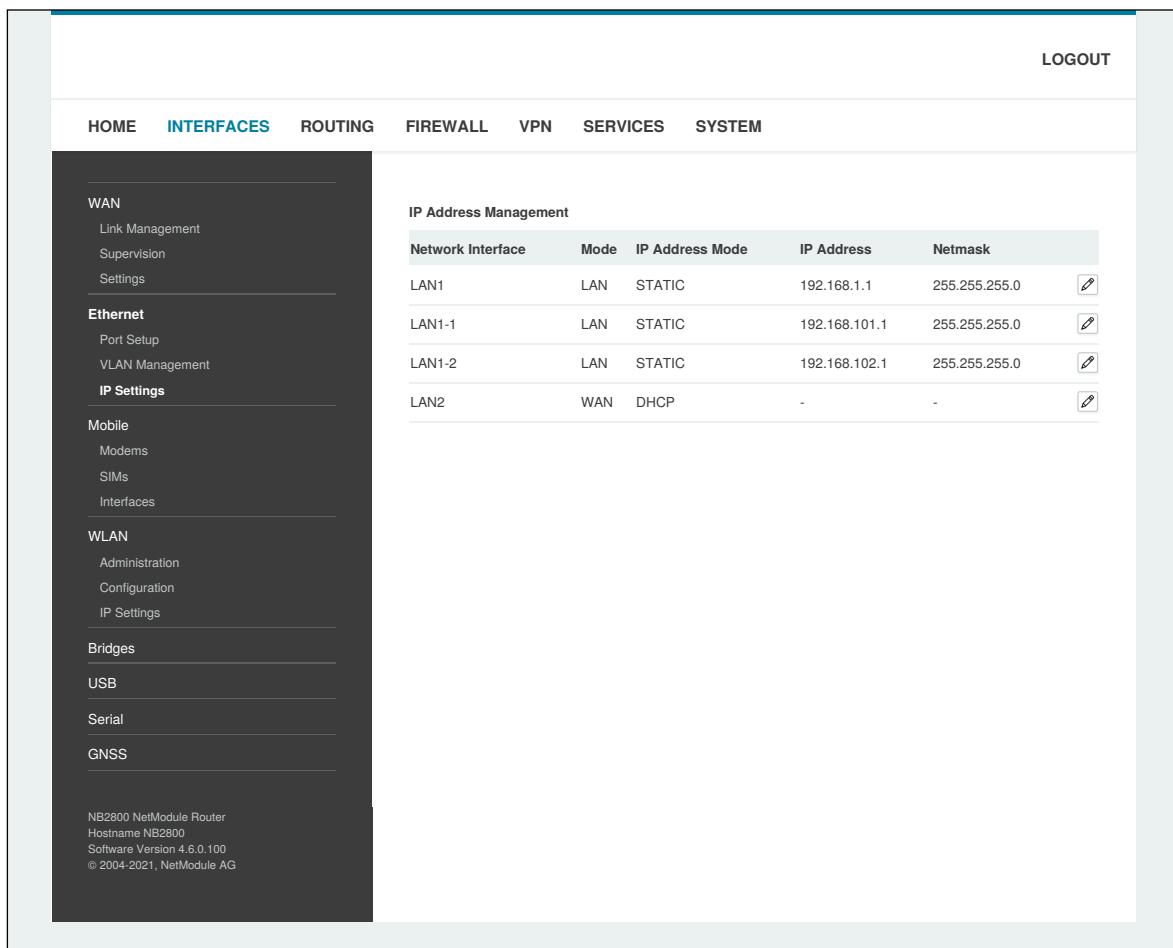 LOGOUT
HOME INTERFACES ROUTING FIREWALL VPN SERVICES SYSTEM
WAN
Link Management
Supervision
Settings
Ethernet
Port Setup
VLAN Management
IP Settings
Mobile
Modems
SIMs
Interfaces
WLAN
Administration
Configuration
IP Settings
Bridges
USB
Serial
GNSS
NB2800 NetModule Router
Hostname NB2800
Software Version 4.6.0.100
© 2004-2021, NetModule AG
IP Address Management
Network Interface Mode IP Address Mode IP Address Netmask
LAN1 LAN STATIC 192.168.1.1 255.255.255.0
LAN1-1 LAN STATIC 192.168.101.1 255.255.255.0
LAN1-2 LAN STATIC 192.168.102.1 255.255.255.0
LAN2 WAN DHCP - -